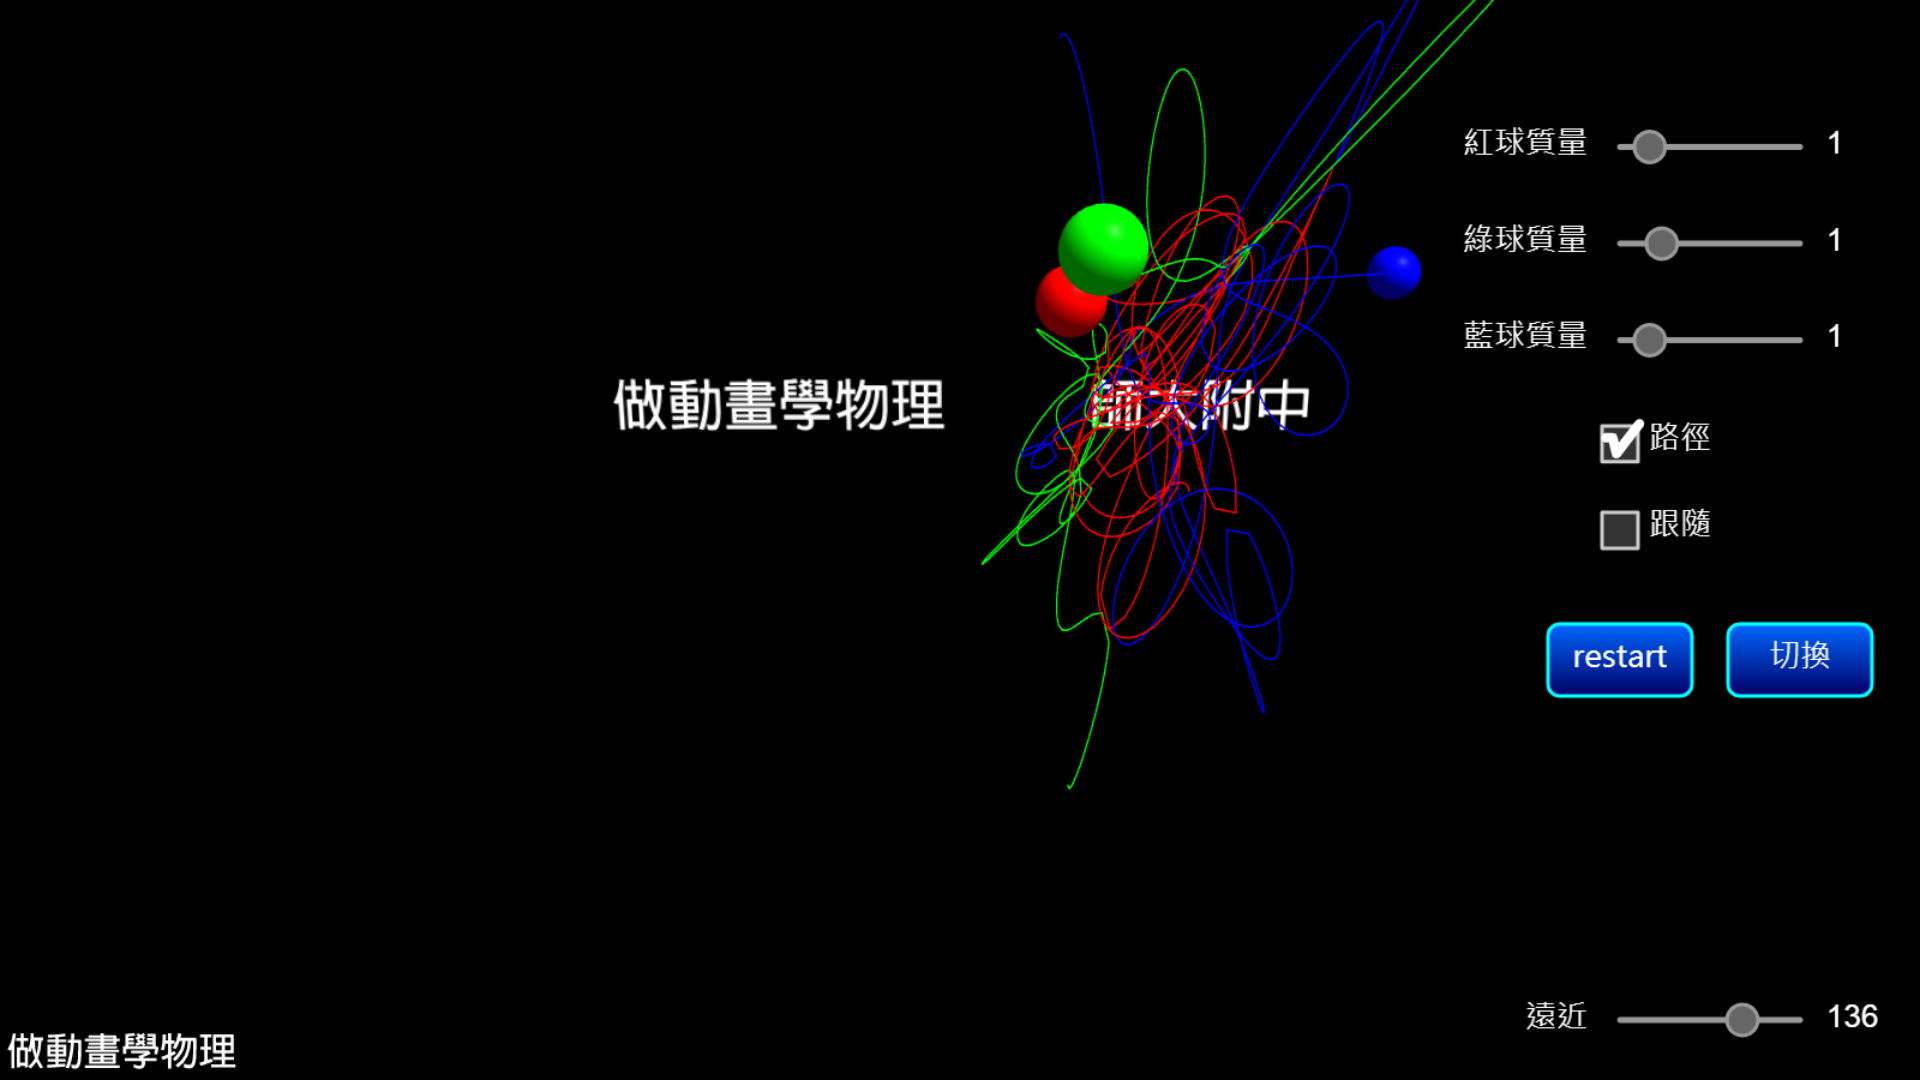 紅球質量 1
綠球質量 1
藍球質量 1
做動畫學物理 師大附中
路徑
跟隨
restart 切換
遠近 136
做動畫學物理